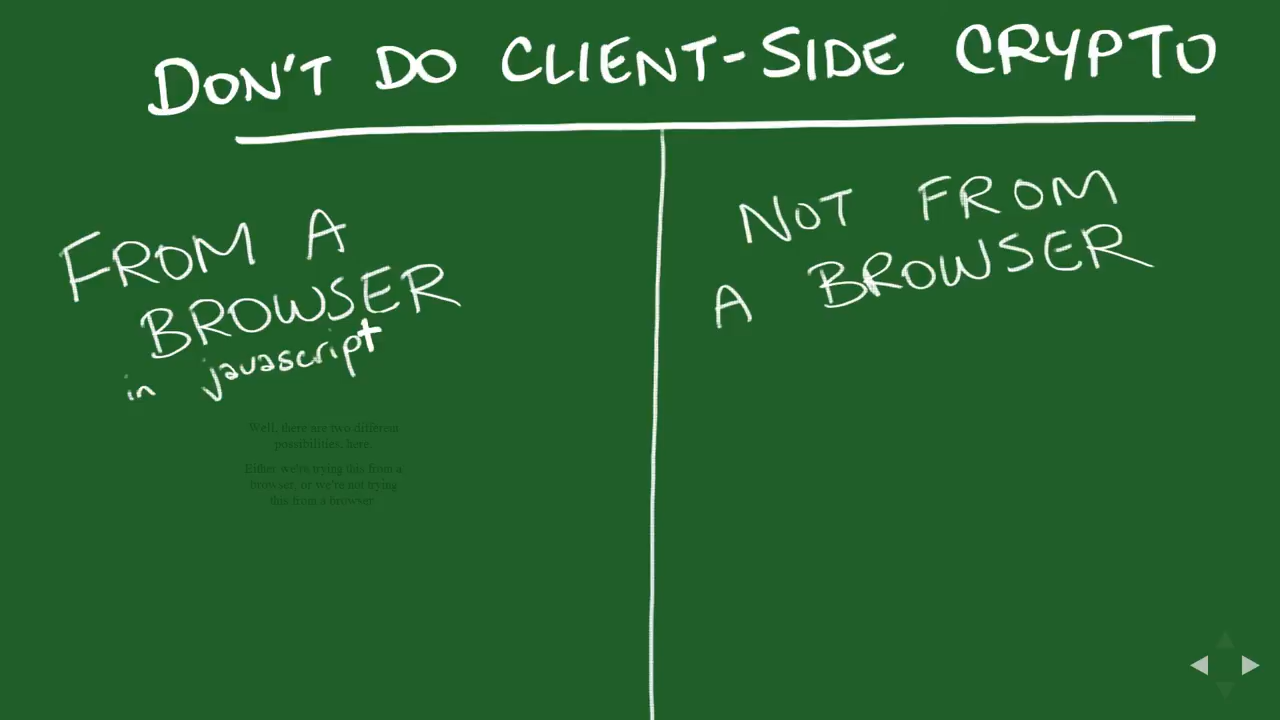 DON'T DO CLIENT-SIDE CRYPTO
FROM A
BROWSER
in javascript
Well, there are two different
possibilities, here.
Either we're trying this from a
browser, or we're not trying
this from a browser.
NOT FROM
A BROWSER